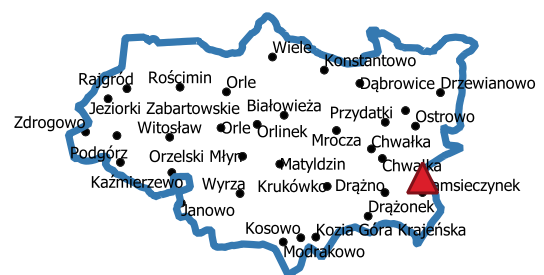 Wiele
Konstantowo
Rajgród
Rościmin
Orle
Dąbrowice
Drzewianowo
Jeziorki Zabartowskie
Białowieża
Przydatki
Ostrowo
Zdrogowo
Witosław
Orle
Orlinek
Mrocza
Chwałka
Podgórz
Orzelski Młyn
Matyldzin
Chwałka
Kaźmierzewo
Wyrza
Krukówko
Drążno
amsieczynek
Janowo
Drążonek
Kosowo
Kozia Góra Krajeńska
Modrakowo